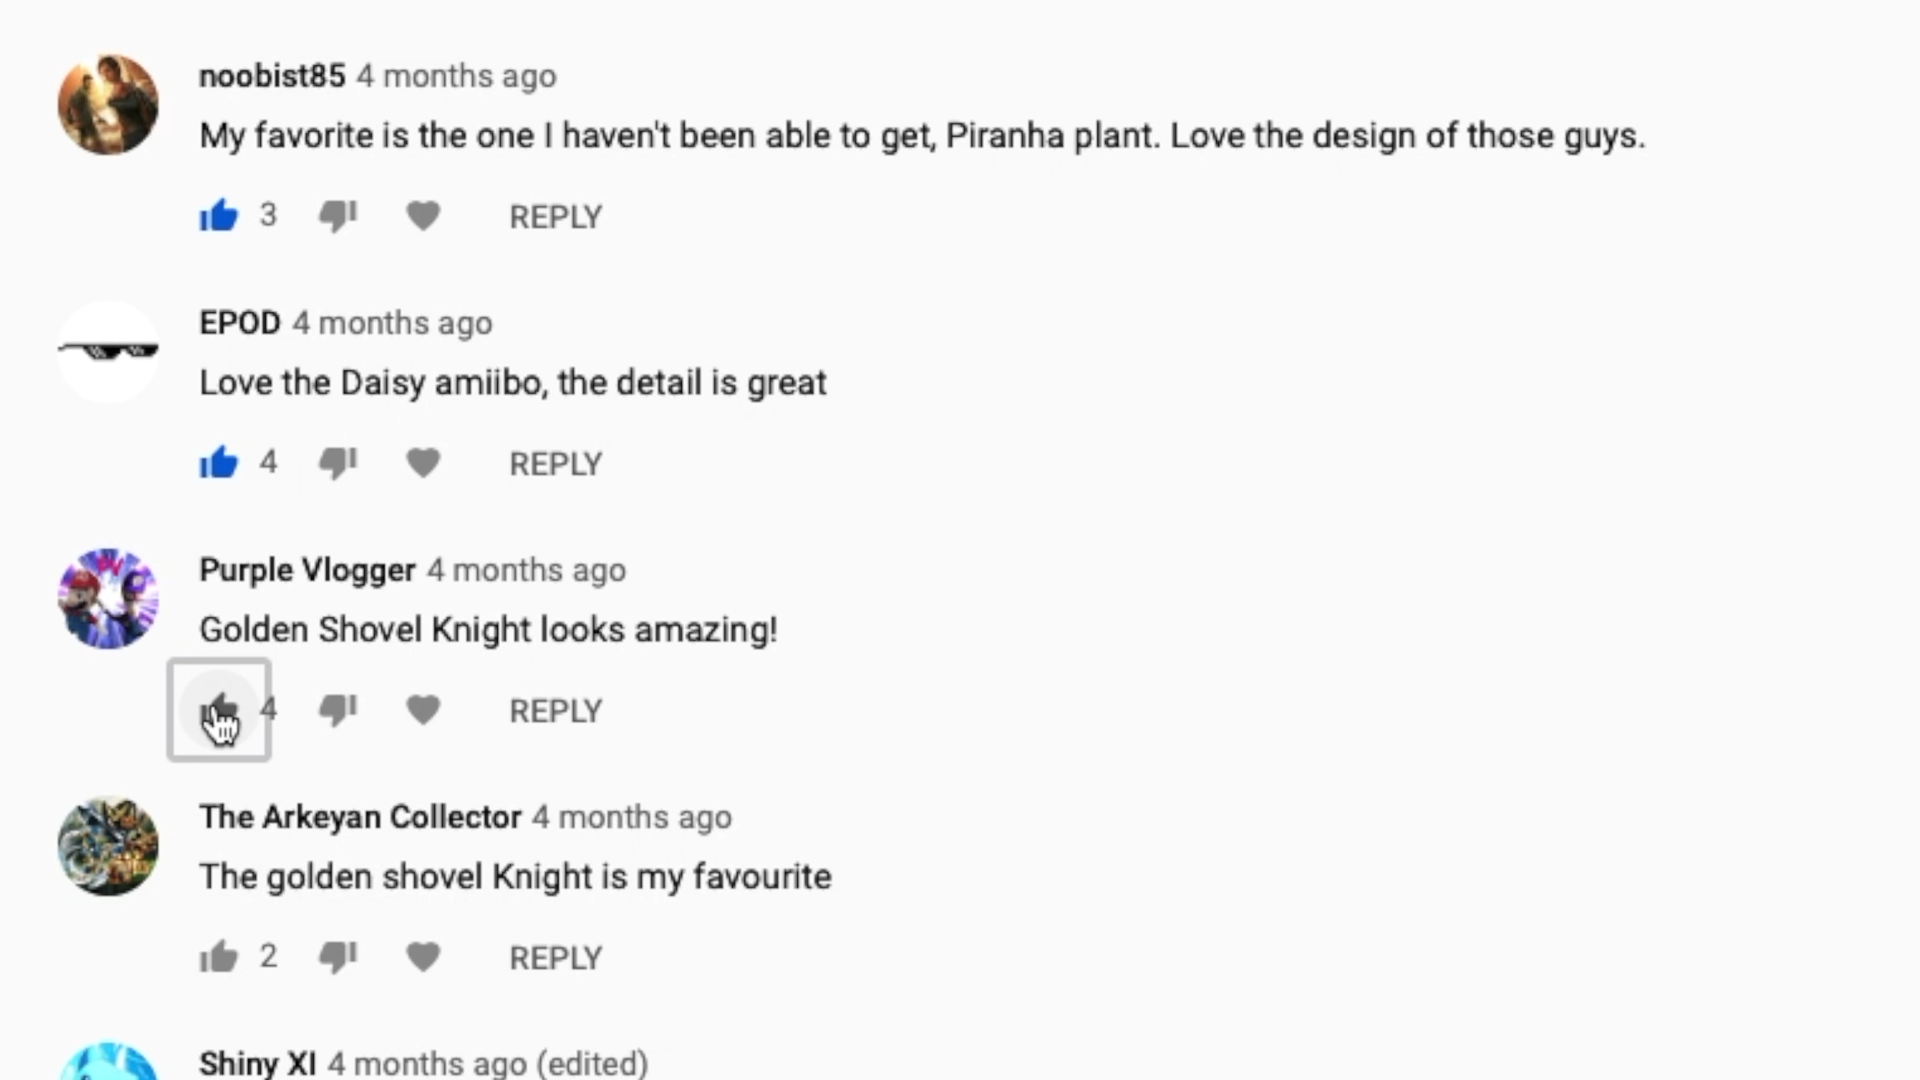 noobist85 4 months ago
My favorite is the one I haven't been able to get, Piranha plant. Love the design of those guys.
3 REPLY
EPOD 4 months ago
Love the Daisy amiibo, the detail is great
4 REPLY
Purple Vlogger 4 months ago
Golden Shovel Knight looks amazing!
4 REPLY
The Arkeyan Collector 4 months ago
The golden shovel Knight is my favourite
2 REPLY
Shiny XI 4 months ago (edited)